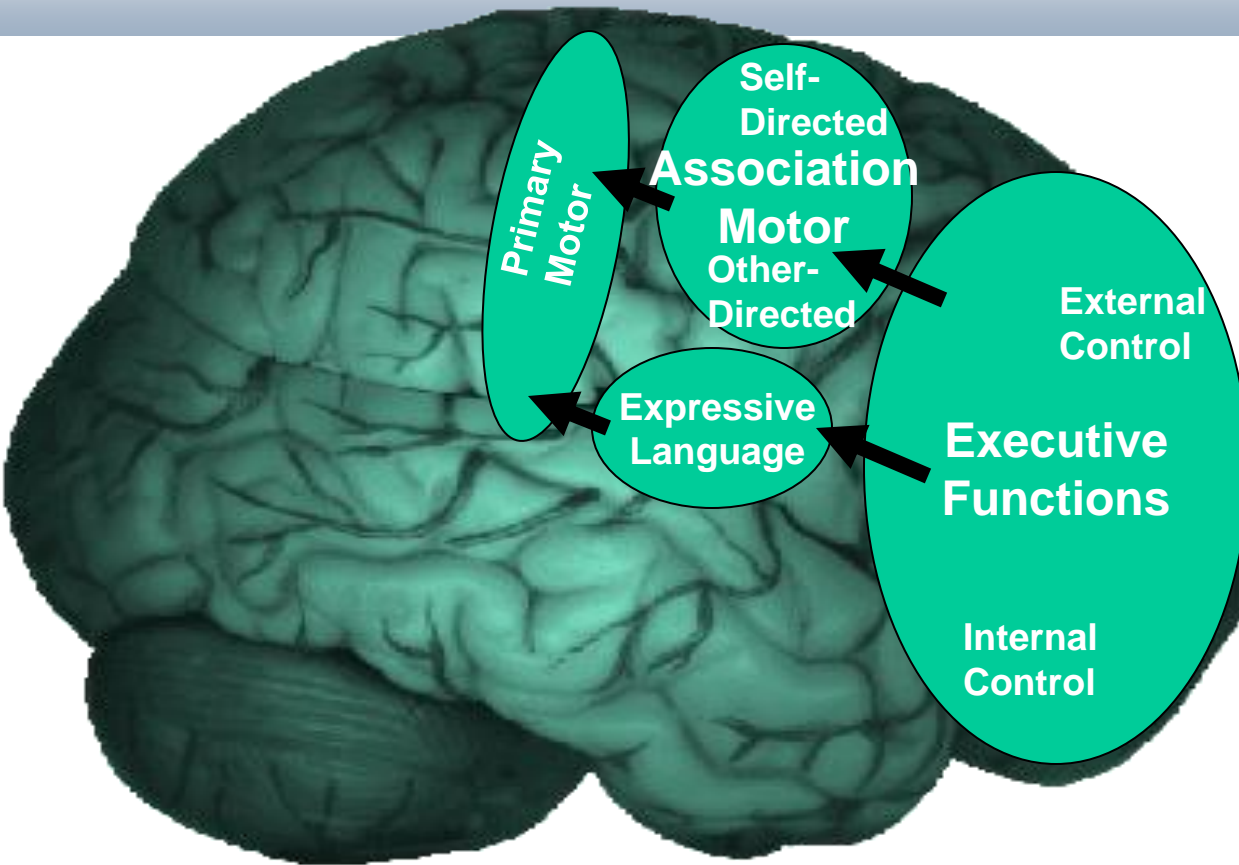 Self-
Directed
Association
Motor
Other-
Directed
Primary
Motor
External
Control
Expressive
Language
Executive
Functions
Internal
Control